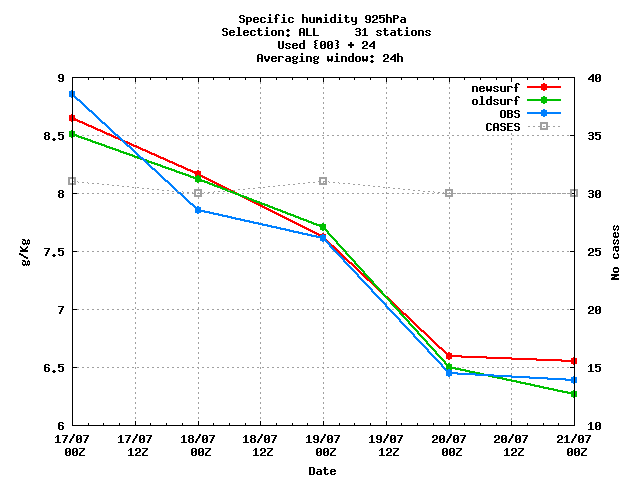 Specific humidity 925hPa
Selection: ALL     31 stations
Used {00} + 24
Averaging window: 24h
newsurf
oldsurf
OBS
CASES
9
8.5
8
7.5
7
6.5
6
g/Kg
40
35
30
25
20
15
10
No cases
17/07 17/07 18/07 18/07 19/07 19/07 20/07 20/07 21/07
00Z 12Z 00Z 12Z 00Z 12Z 00Z 12Z 00Z
Date